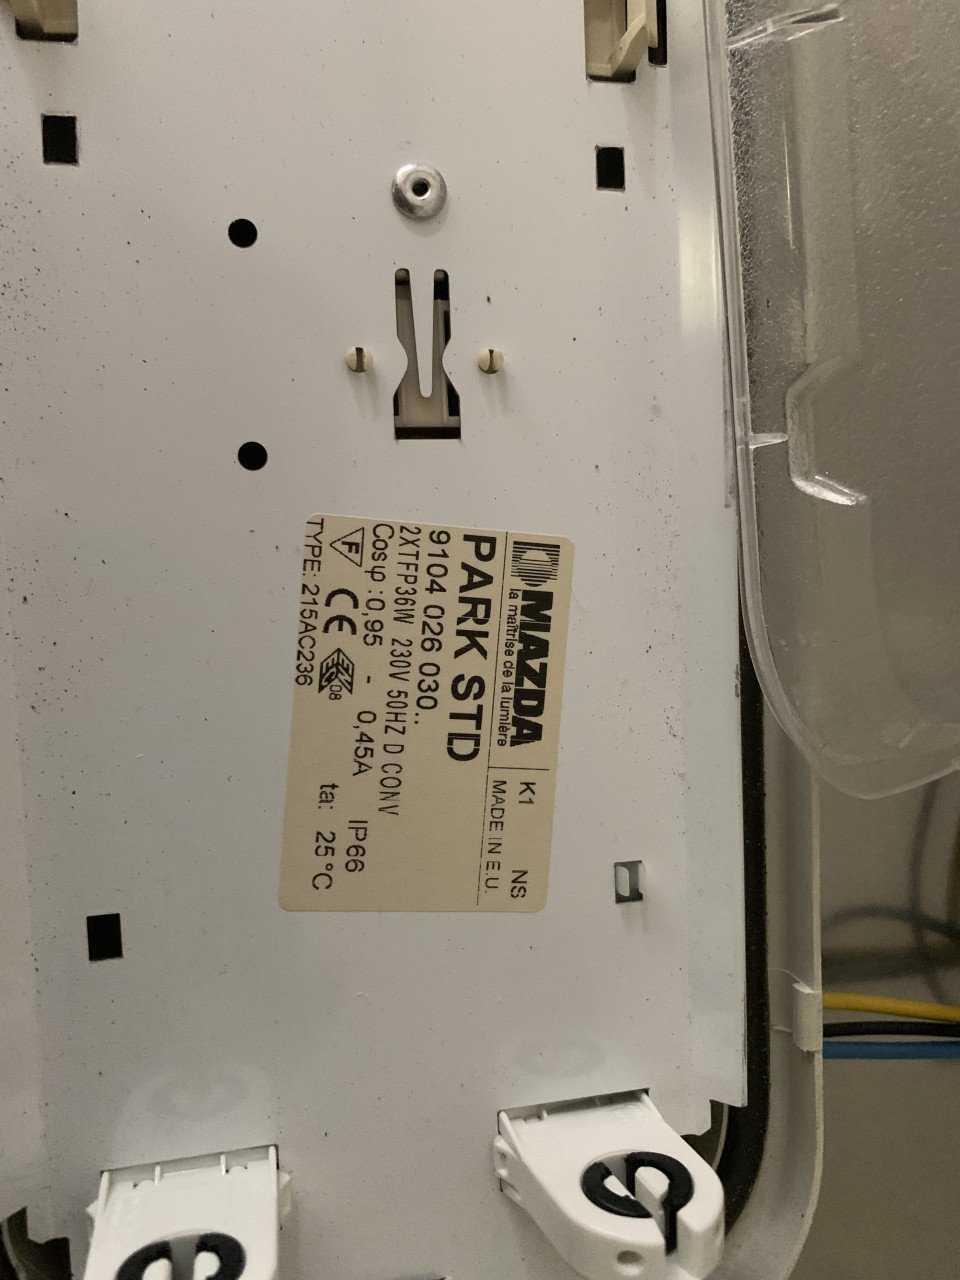 MAZDA K1 NS
la maîtrise de la lumière MADE IN E.U.
PARK STD
9104 026 030..
2XTFP36W 230V 50HZ D CONV
Cosφ : 0,95 - 0,45A IP66
F CE 08 ta: 25°C
TYPE: 215AC236